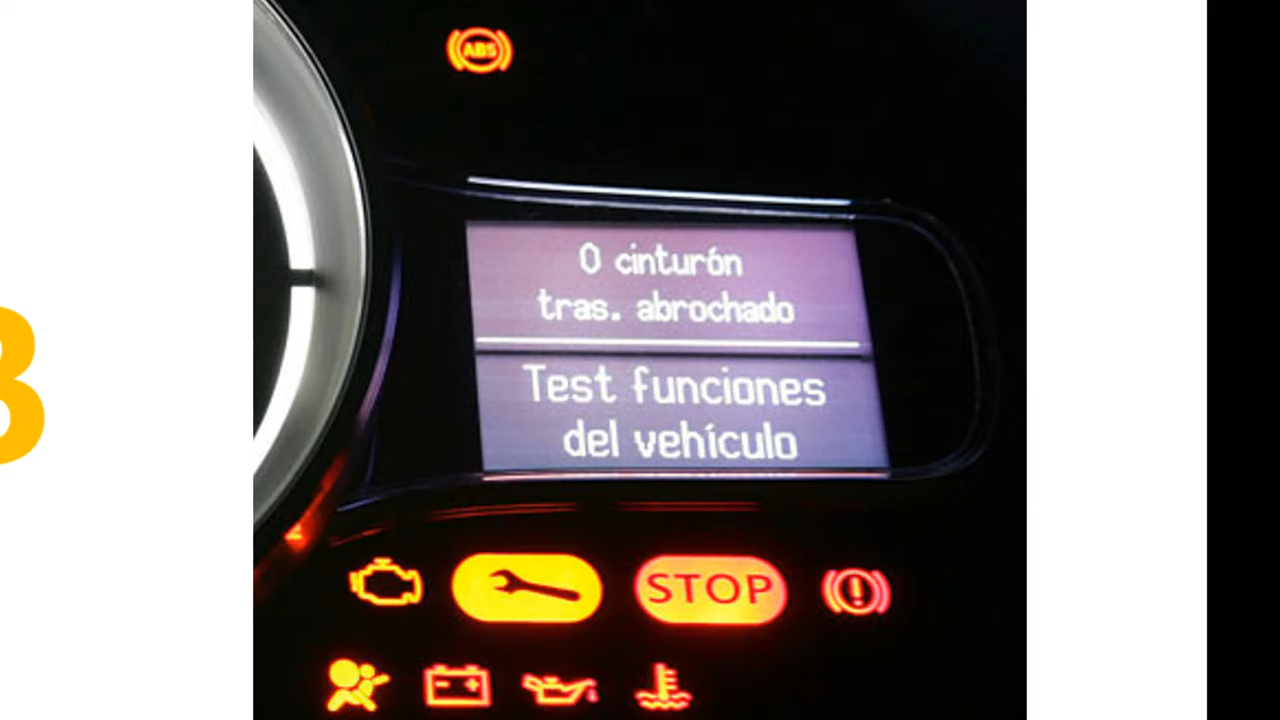 ABS
0 cinturón
tras. abrochado
Test funciones
del vehículo
STOP